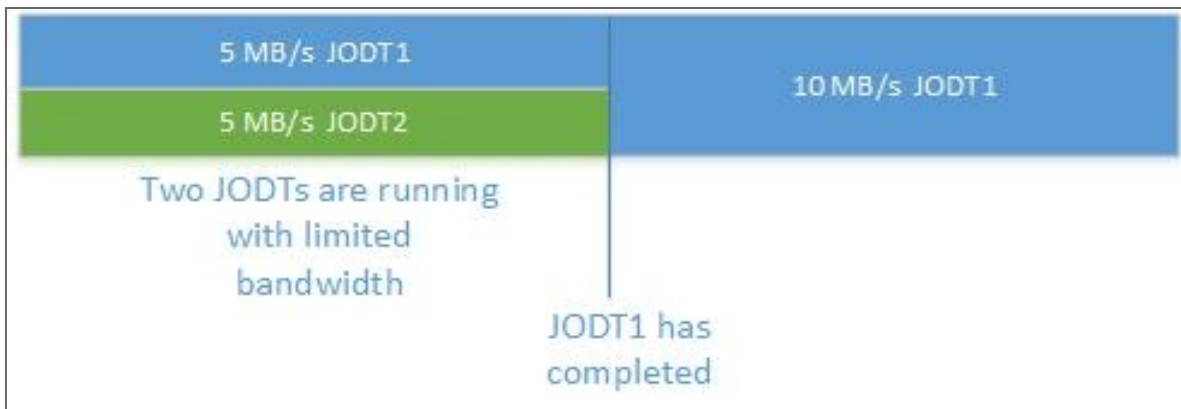 5 MB/s JODT1
10 MB/s JODT1
5 MB/s JODT2
Two JODTs are running
with limited
bandwidth
JODT1 has
completed